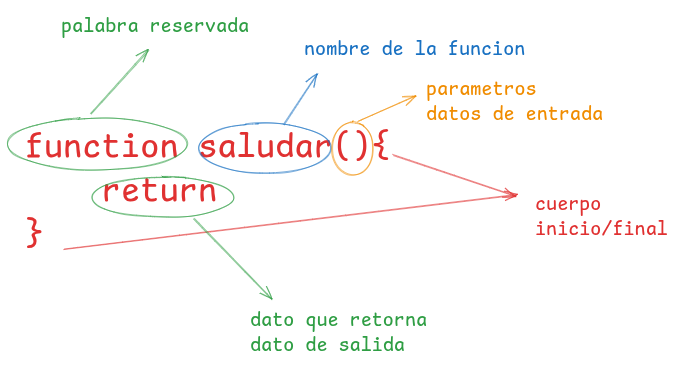 palabra reservada
nombre de la funcion
parametros
datos de entrada
function saludar(){
return
}
cuerpo
inicio/final
dato que retorna
dato de salida